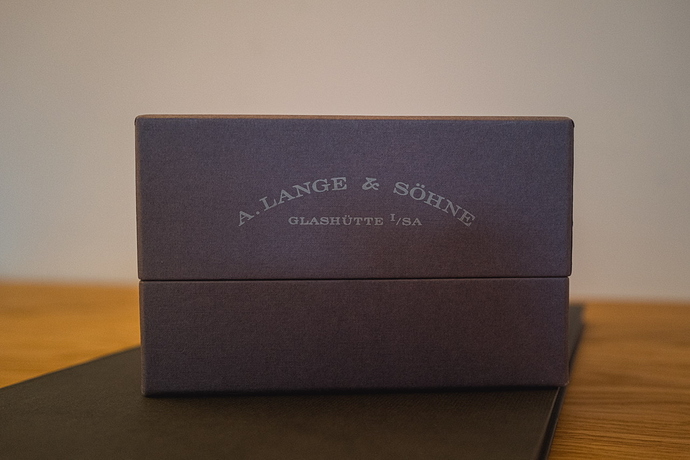 A. LANGE & SÖHNE
GLASHÜTTE I/SA